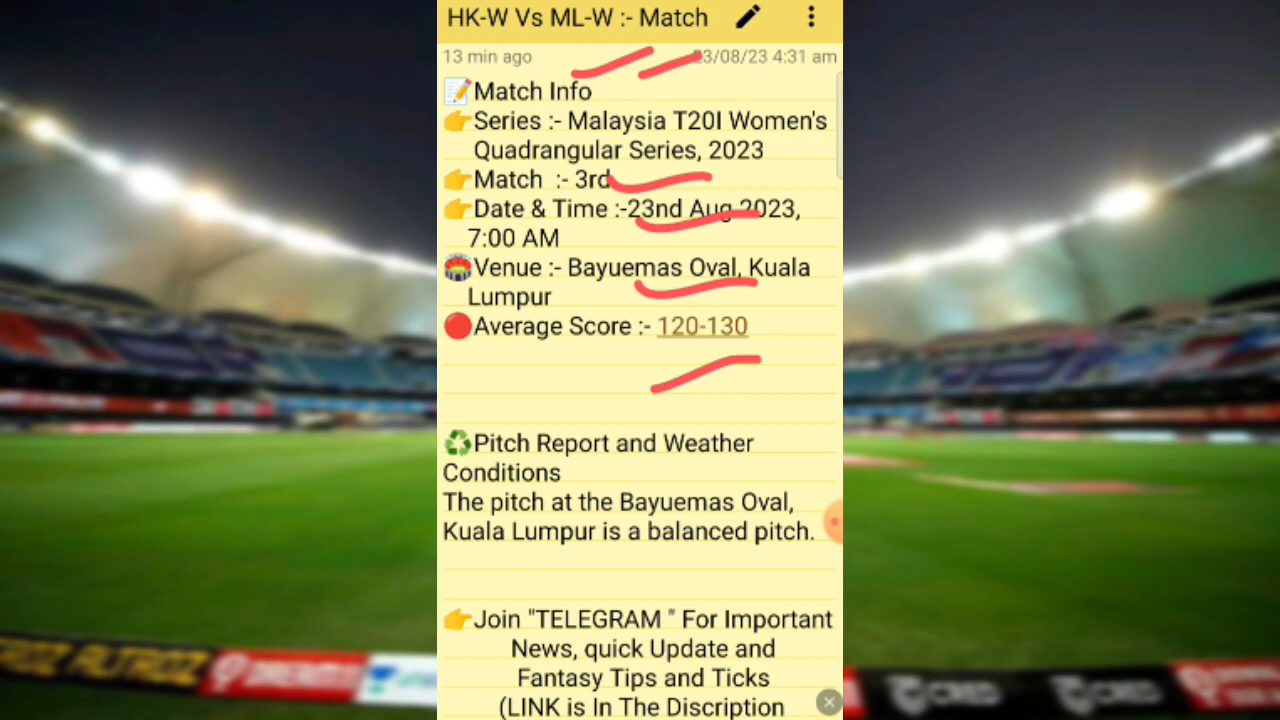 HK-W Vs ML-W :- Match
13 min ago 23/08/23 4:31 am
📝Match Info
👉Series :- Malaysia T20I Women's
Quadrangular Series, 2023
👉Match :- 3rd
👉Date & Time :-23nd Aug 2023,
7:00 AM
🏟Venue :- Bayuemas Oval, Kuala
Lumpur
🔴Average Score :- 120-130
♻️Pitch Report and Weather
Conditions
The pitch at the Bayuemas Oval,
Kuala Lumpur is a balanced pitch.
👉Join "TELEGRAM " For Important
News, quick Update and
Fantasy Tips and Ticks
(LINK is In The Discription
CRED CRED